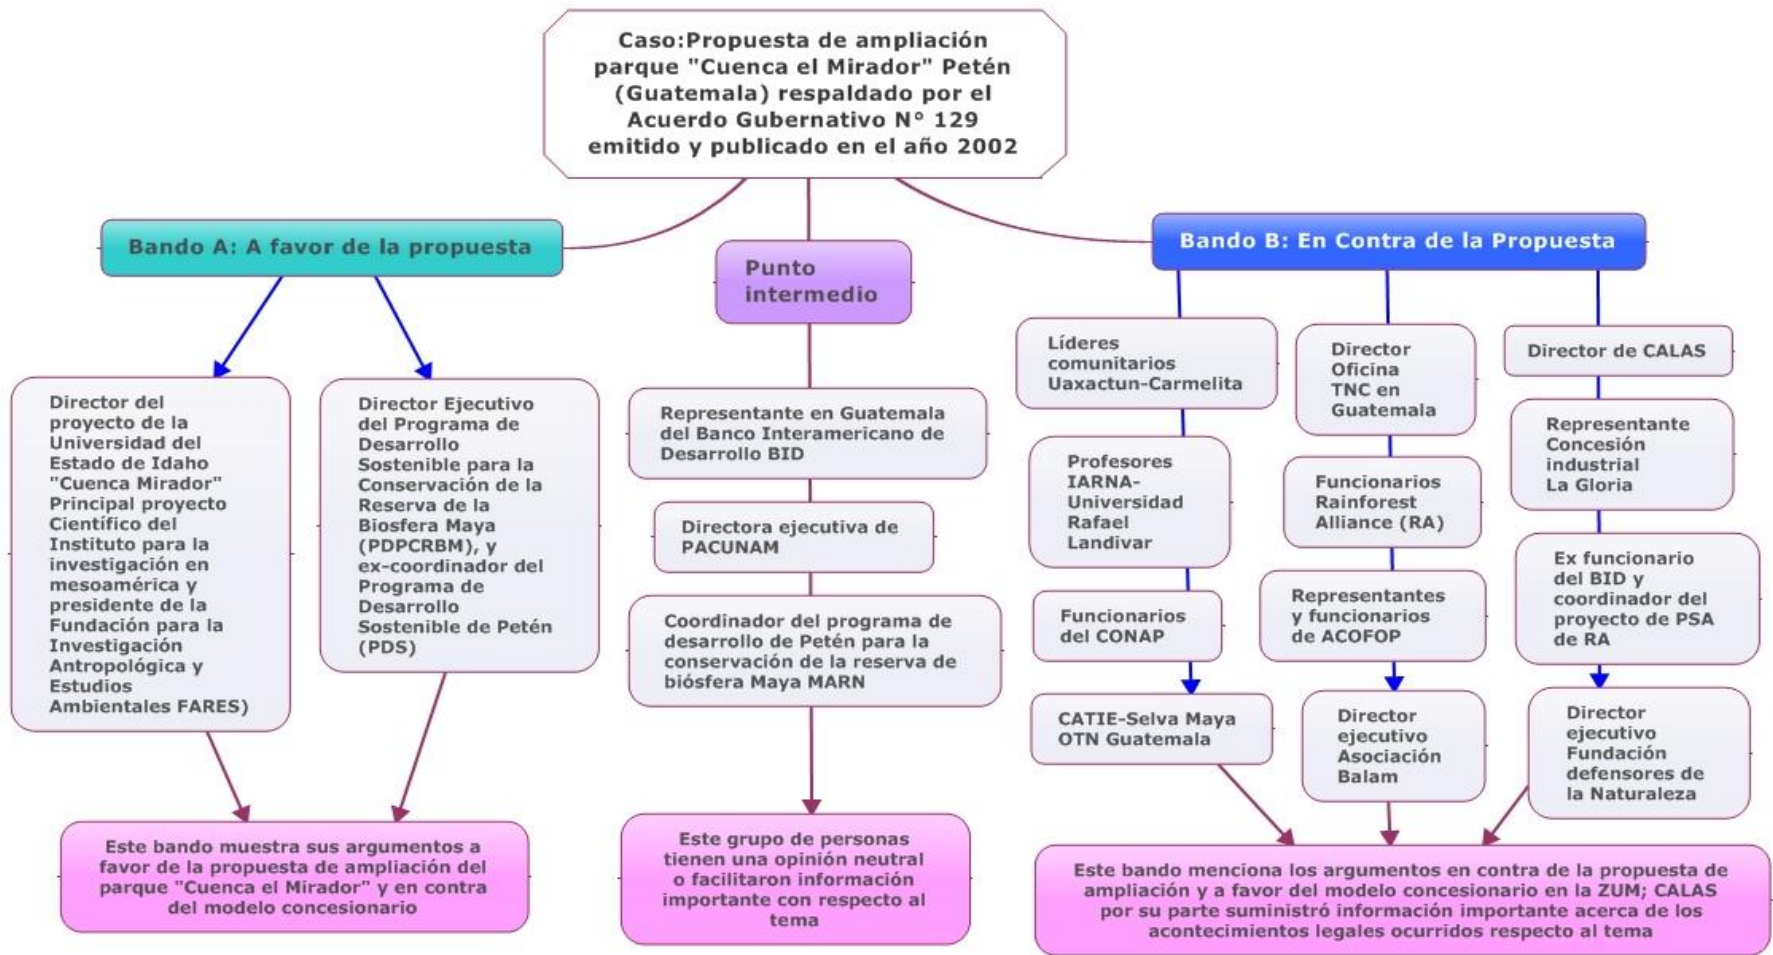 Caso:Propuesta de ampliación
parque "Cuenca el Mirador" Petén
(Guatemala) respaldado por el
Acuerdo Gubernativo N° 129
emitido y publicado en el año 2002
Bando A: A favor de la propuesta
Director del
proyecto de la
Universidad del
Estado de Idaho
"Cuenca Mirador"
Principal proyecto
Científico del
Instituto para la
investigación en
mesoamérica y
presidente de la
Fundación para la
Investigación
Antropológica y
Estudios
Ambientales FARES)
Director Ejecutivo
del Programa de
Desarrollo
Sostenible para la
Conservación de la
Reserva de la
Biosfera Maya
(PDPCRBM), y
ex-coordinador del
Programa de
Desarrollo
Sostenible de Petén
(PDS)
Este bando muestra sus argumentos a
favor de la propuesta de ampliación del
parque "Cuenca el Mirador" y en contra
del modelo concesionario
Punto
intermedio
Representante en Guatemala
del Banco Interamericano de
Desarrollo BID
Directora ejecutiva de
PACUNAM
Coordinador del programa de
desarrollo de Petén para la
conservación de la reserva de
biósfera Maya MARN
Este grupo de personas
tienen una opinión neutral
o facilitaron información
importante con respecto al
tema
Bando B: En Contra de la Propuesta
Líderes
comunitarios
Uaxactun-Carmelita
Profesores
IARNA-
Universidad
Rafael
Landivar
Funcionarios
del CONAP
CATIE-Selva Maya
OTN Guatemala
Director
Oficina
TNC en
Guatemala
Funcionarios
Rainforest
Alliance (RA)
Representantes
y funcionarios
de ACOFOP
Director
ejecutivo
Asociación
Balam
Director de CALAS
Representante
Concesión
industrial
La Gloria
Ex funcionario
del BID y
coordinador del
proyecto de PSA
de RA
Director
ejecutivo
Fundación
defensores de
la Naturaleza
Este bando menciona los argumentos en contra de la propuesta de
ampliación y a favor del modelo concesionario en la ZUM; CALAS
por su parte suministró información importante acerca de los
acontecimientos legales ocurridos respecto al tema